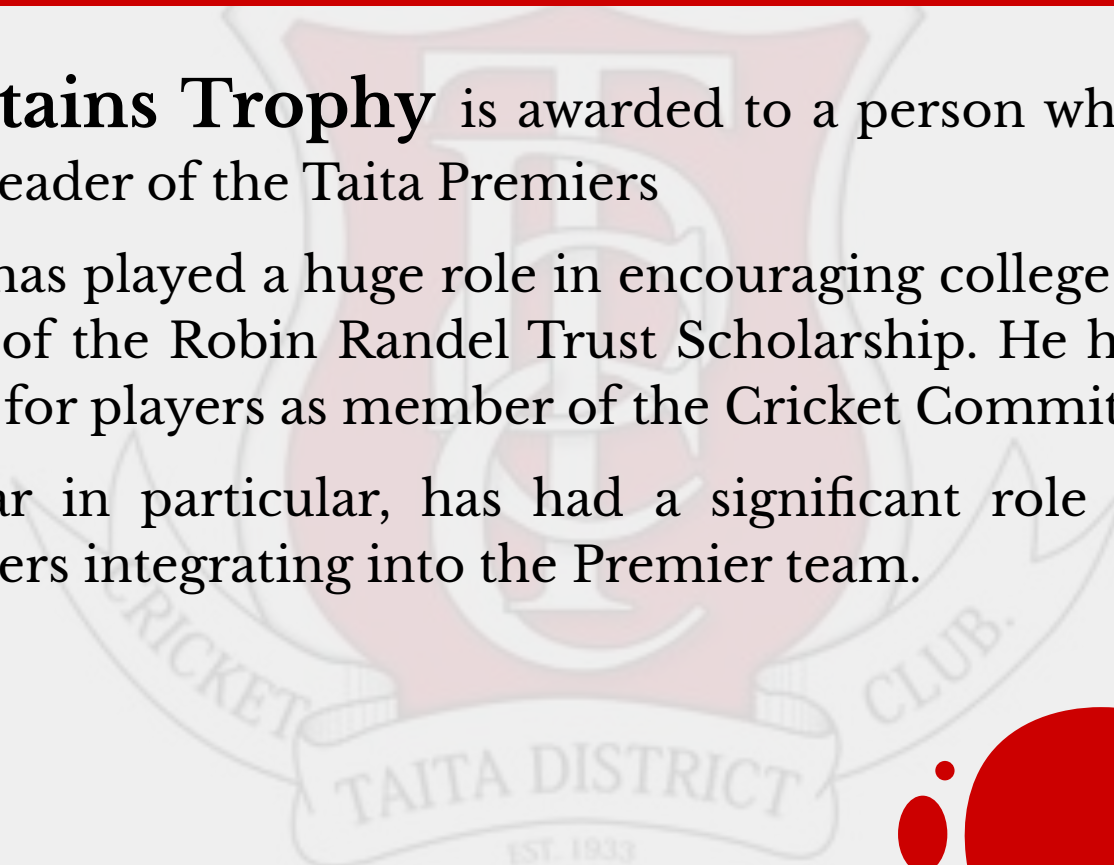 tains Trophy is awarded to a person wh
eader of the Taita Premiers
has played a huge role in encouraging college
of the Robin Randel Trust Scholarship. He h
for players as member of the Cricket Commit
ar in particular, has had a significant role
ers integrating into the Premier team.
TDCC
CRICKET CLUB.
TAITA DISTRICT
EST. 1933